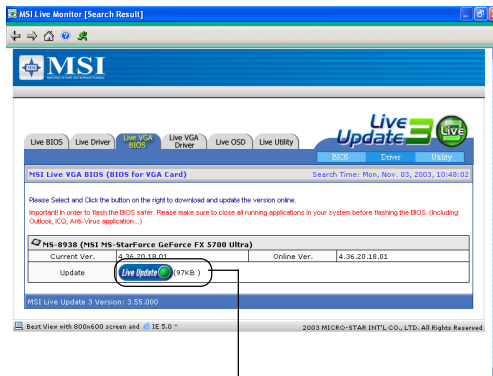 MSI Live Monitor [Search Result]
MSI
MICRO-STAR INTERNATIONAL
Live Update 3 Live
Live BIOS Live Driver Live VGA BIOS Live VGA Driver Live OSD Live Utility
BIOS Driver Utility
MSI Live VGA BIOS (BIOS for VGA Card) Search Time: Mon, Nov. 03, 2003, 10:48:02
Please Select and Click the button on the right to download and update the version online.
Important! In order to flash the BIOS safer. Please make sure to close all running applications in your system before flashing the BIOS. (Including:
Outlook, ICQ, Anti-Virus application...)
MS-8938 (MSI MS-StarForce GeForce FX 5700 Ultra)
Current Ver. 4.36.20.18.01 Online Ver. 4.36.20.18.01
Update Live Update (97KB )
MSI Live Update 3 Version: 3.55.000
Best View with 800x600 screen and IE 5.0 ^ 2003 MICRO-STAR INT'L CO., LTD. All Rights Reserved